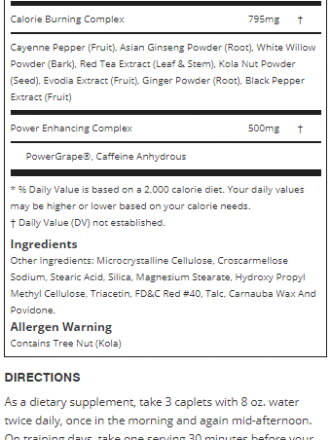 Calorie Burning Complex 795mg †
Cayenne Pepper (Fruit), Asian Ginseng Powder (Root), White Willow
Powder (Bark), Red Tea Extract (Leaf & Stem), Kola Nut Powder
(Seed), Evodia Extract (Fruit), Ginger Powder (Root), Black Pepper
Extract (Fruit)
Power Enhancing Complex 500mg †
PowerGrape®, Caffeine Anhydrous
* % Daily Value is based on a 2,000 calorie diet. Your daily values
may be higher or lower based on your calorie needs.
† Daily Value (DV) not established.
Ingredients
Other Ingredients: Microcrystalline Cellulose, Croscarmellose
Sodium, Stearic Acid, Silica, Magnesium Stearate, Hydroxy Propyl
Methyl Cellulose, Triacetin, FD&C Red #40, Talc, Carnauba Wax And
Povidone.
Allergen Warning
Contains Tree Nut (Kola)
DIRECTIONS
As a dietary supplement, take 3 caplets with 8 oz. water
twice daily, once in the morning and again mid-afternoon.
On training days, take one serving 30 minutes before your